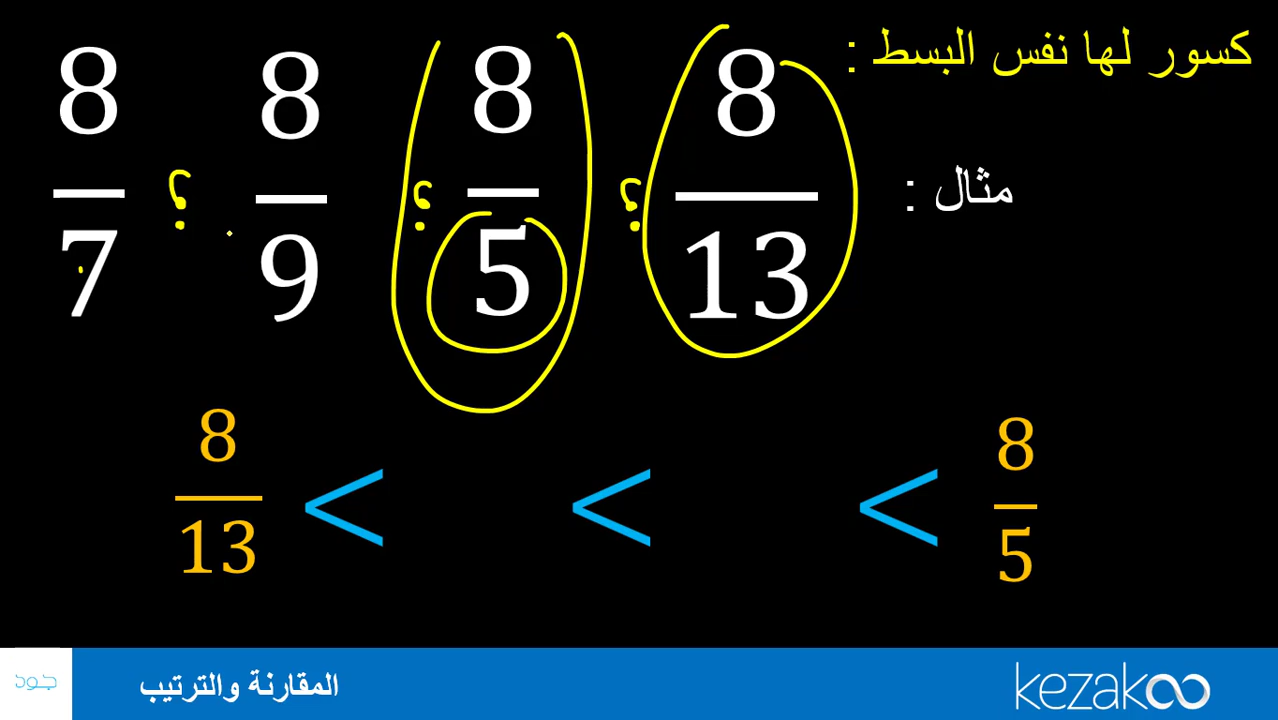 كسور لها نفس البسط :
مثال :
8/7 ؛ 8/9 ؛ 8/5 ؛ 8/13
8/13 < < < 8/5
جود
المقارنة والترتيب
kezakoo